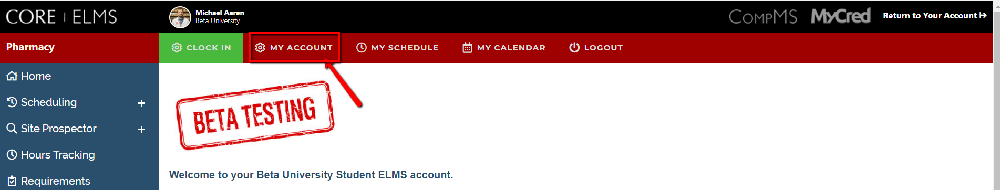 CORE | ELMS
Michael Aaren
Beta University
COMPMS
MyCred
Return to Your Account
Pharmacy
CLOCK IN
MY ACCOUNT
MY SCHEDULE
MY CALENDAR
LOGOUT
Home
Scheduling +
Site Prospector +
Hours Tracking
Requirements
BETA TESTING
Welcome to your Beta University Student ELMS account.